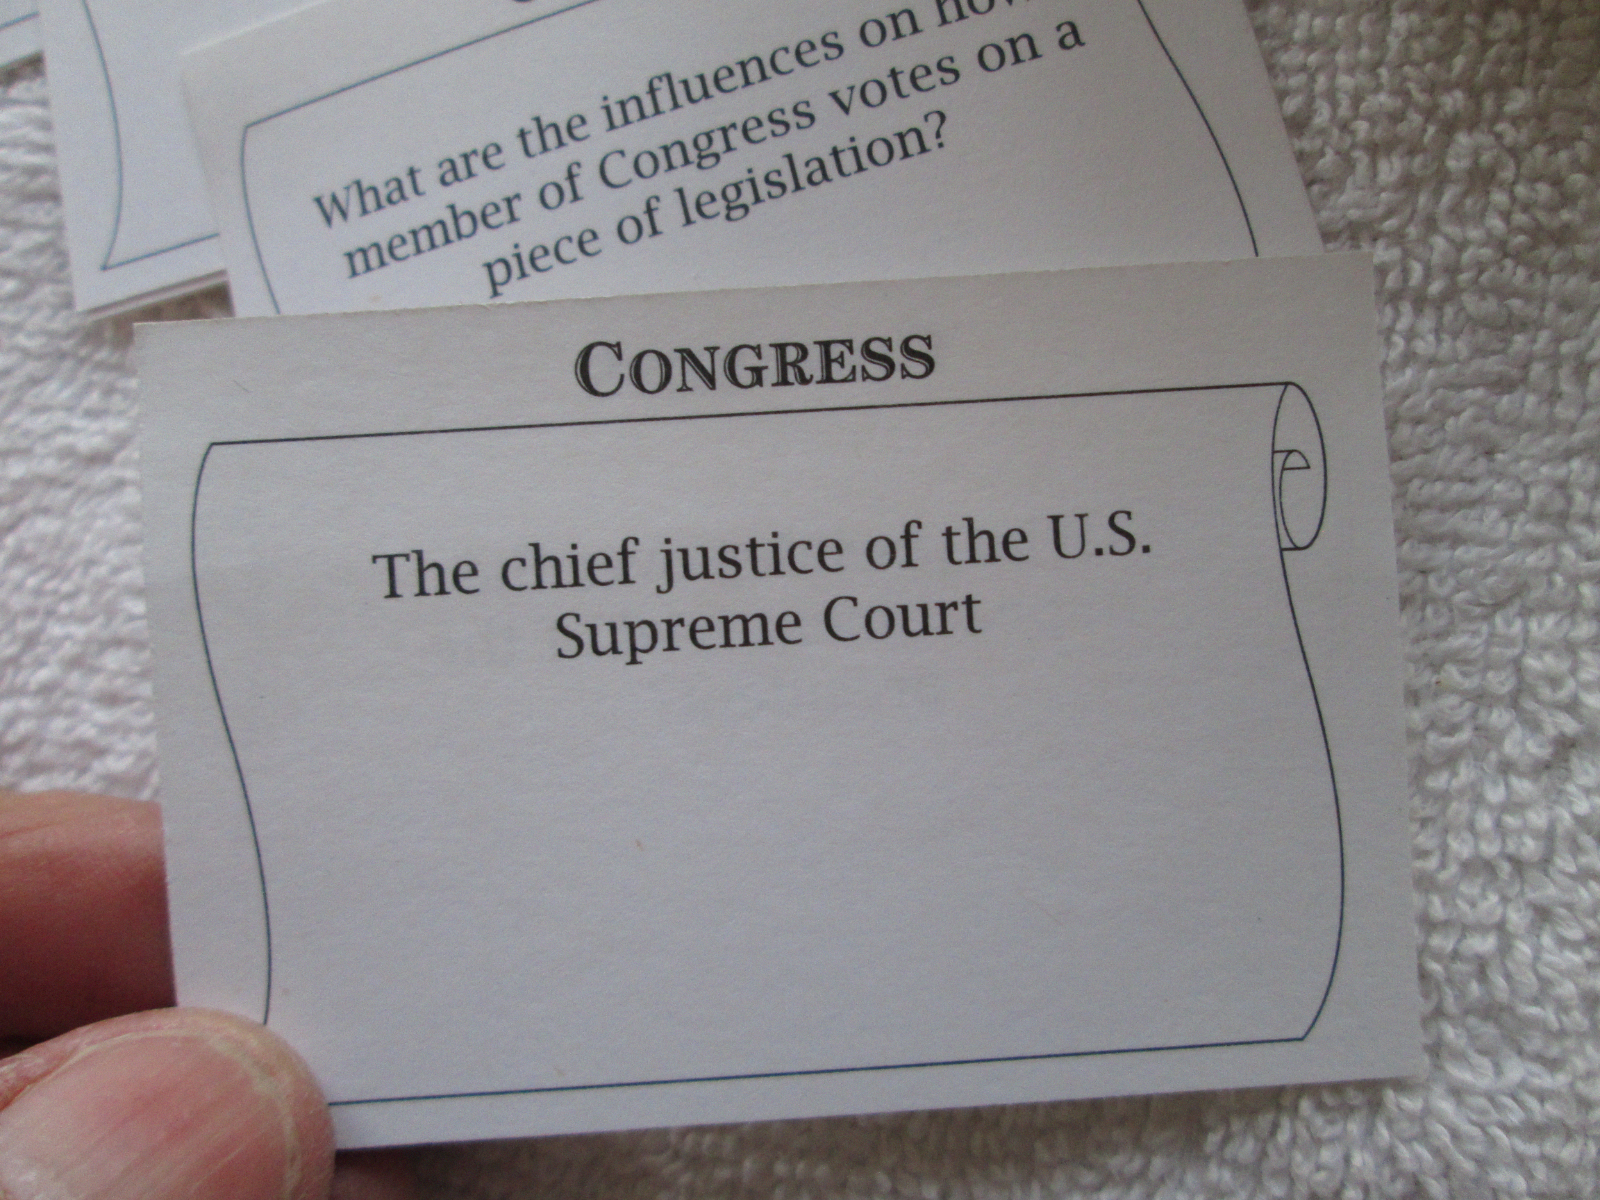 What are the influences on how
member of Congress votes on a
piece of legislation?
CONGRESS
The chief justice of the U.S.
Supreme Court